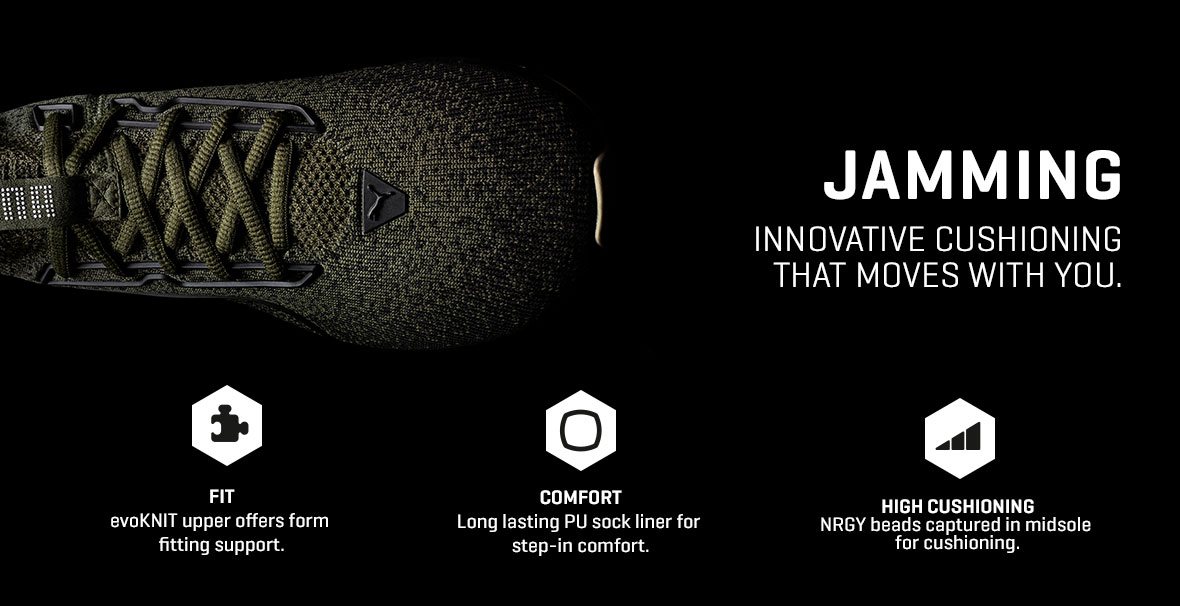 JAMMING
INNOVATIVE CUSHIONING
THAT MOVES WITH YOU.
FIT
evoKNIT upper offers form
fitting support.
COMFORT
Long lasting PU sock liner for
step-in comfort.
HIGH CUSHIONING
NRGY beads captured in midsole
for cushioning.